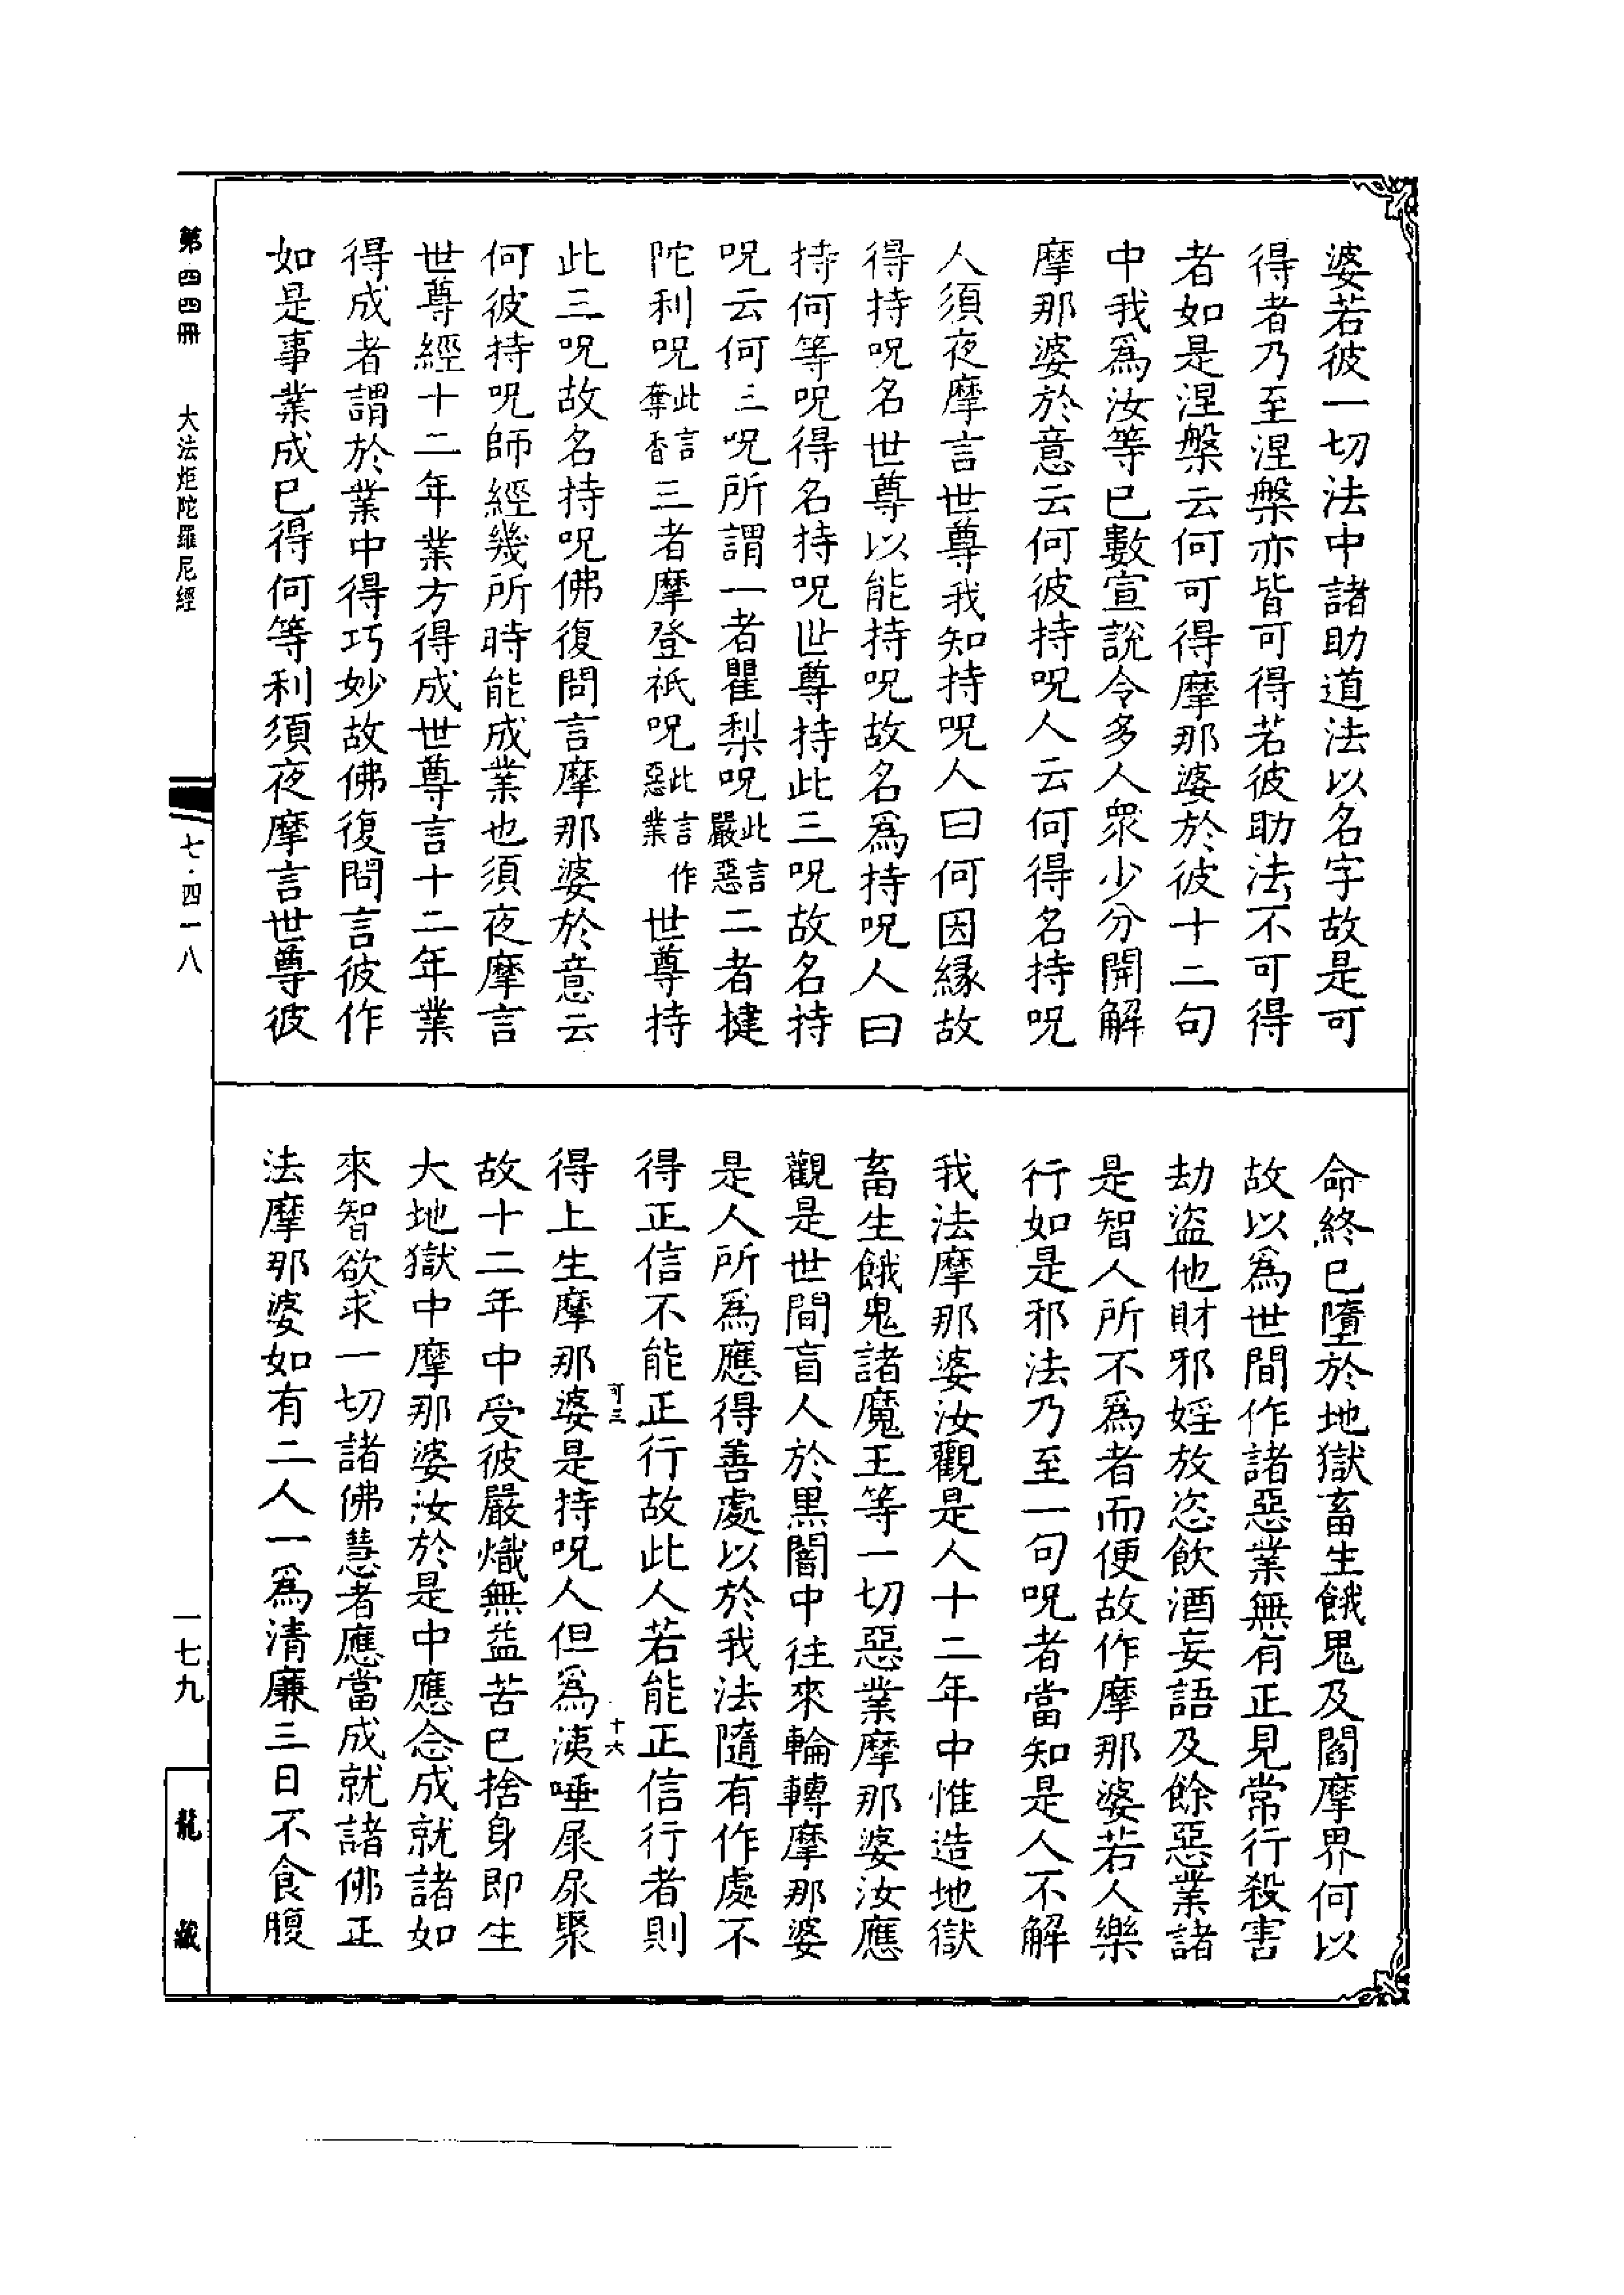 婆若彼一切法中諸助道法以名字故是可
得者乃至涅槃亦皆可得若彼助法不可得
者如是涅槃云何可得摩那婆於彼十二句
中我爲汝等已數宣說令多人衆少分開解
摩那婆於意云何彼持呪人云何得名持呪
人須夜摩言世尊我知持呪人曰何因緣故
得持呪名世尊以能持呪故名爲持呪人曰
持何等呪得名持呪世尊持此三呪故名持
呪云何三呪所謂一者瞿梨呪此言嚴惡二者揵
陀利呪此言奪香三者摩登祇呪此言作惡業世尊持
此三呪故名持呪佛復問言摩那婆於意云
何彼持呪師經幾所時能成業也須夜摩言
世尊經十二年業方得成世尊言十二年業
得成者謂於業中得巧妙故佛復問言彼作
如是事業成已得何等利須夜摩言世尊彼
命終已墮於地獄畜生餓鬼及閻摩界何以
故以爲世間作諸惡業無有正見常行殺害
劫盜他財邪婬放恣飲酒妄語及餘惡業諸
是智人所不爲者而便故作摩那婆若人樂
行如是邪法乃至一句呪者當知是人不解
我法摩那婆汝觀是人十二年中惟造地獄
畜生餓鬼諸魔王等一切惡業摩那婆汝應
觀是世間盲人於黑闇中往來輪轉摩那婆
是人所爲應得善處以於我法隨有作處不
得正信不能正行故此人若能正信行者則
可三 十六
得上生摩那婆是持呪人但爲洟唾屎尿聚
故十二年中受彼嚴熾無益苦已捨身即生
大地獄中摩那婆汝於是中應念成就諸如
來智欲求一切諸佛慧者應當成就諸佛正
法摩那婆如有二人一爲清廉三日不食腹
第四四冊 大法炬陀羅尼經 七·四一八 一七九 龍藏